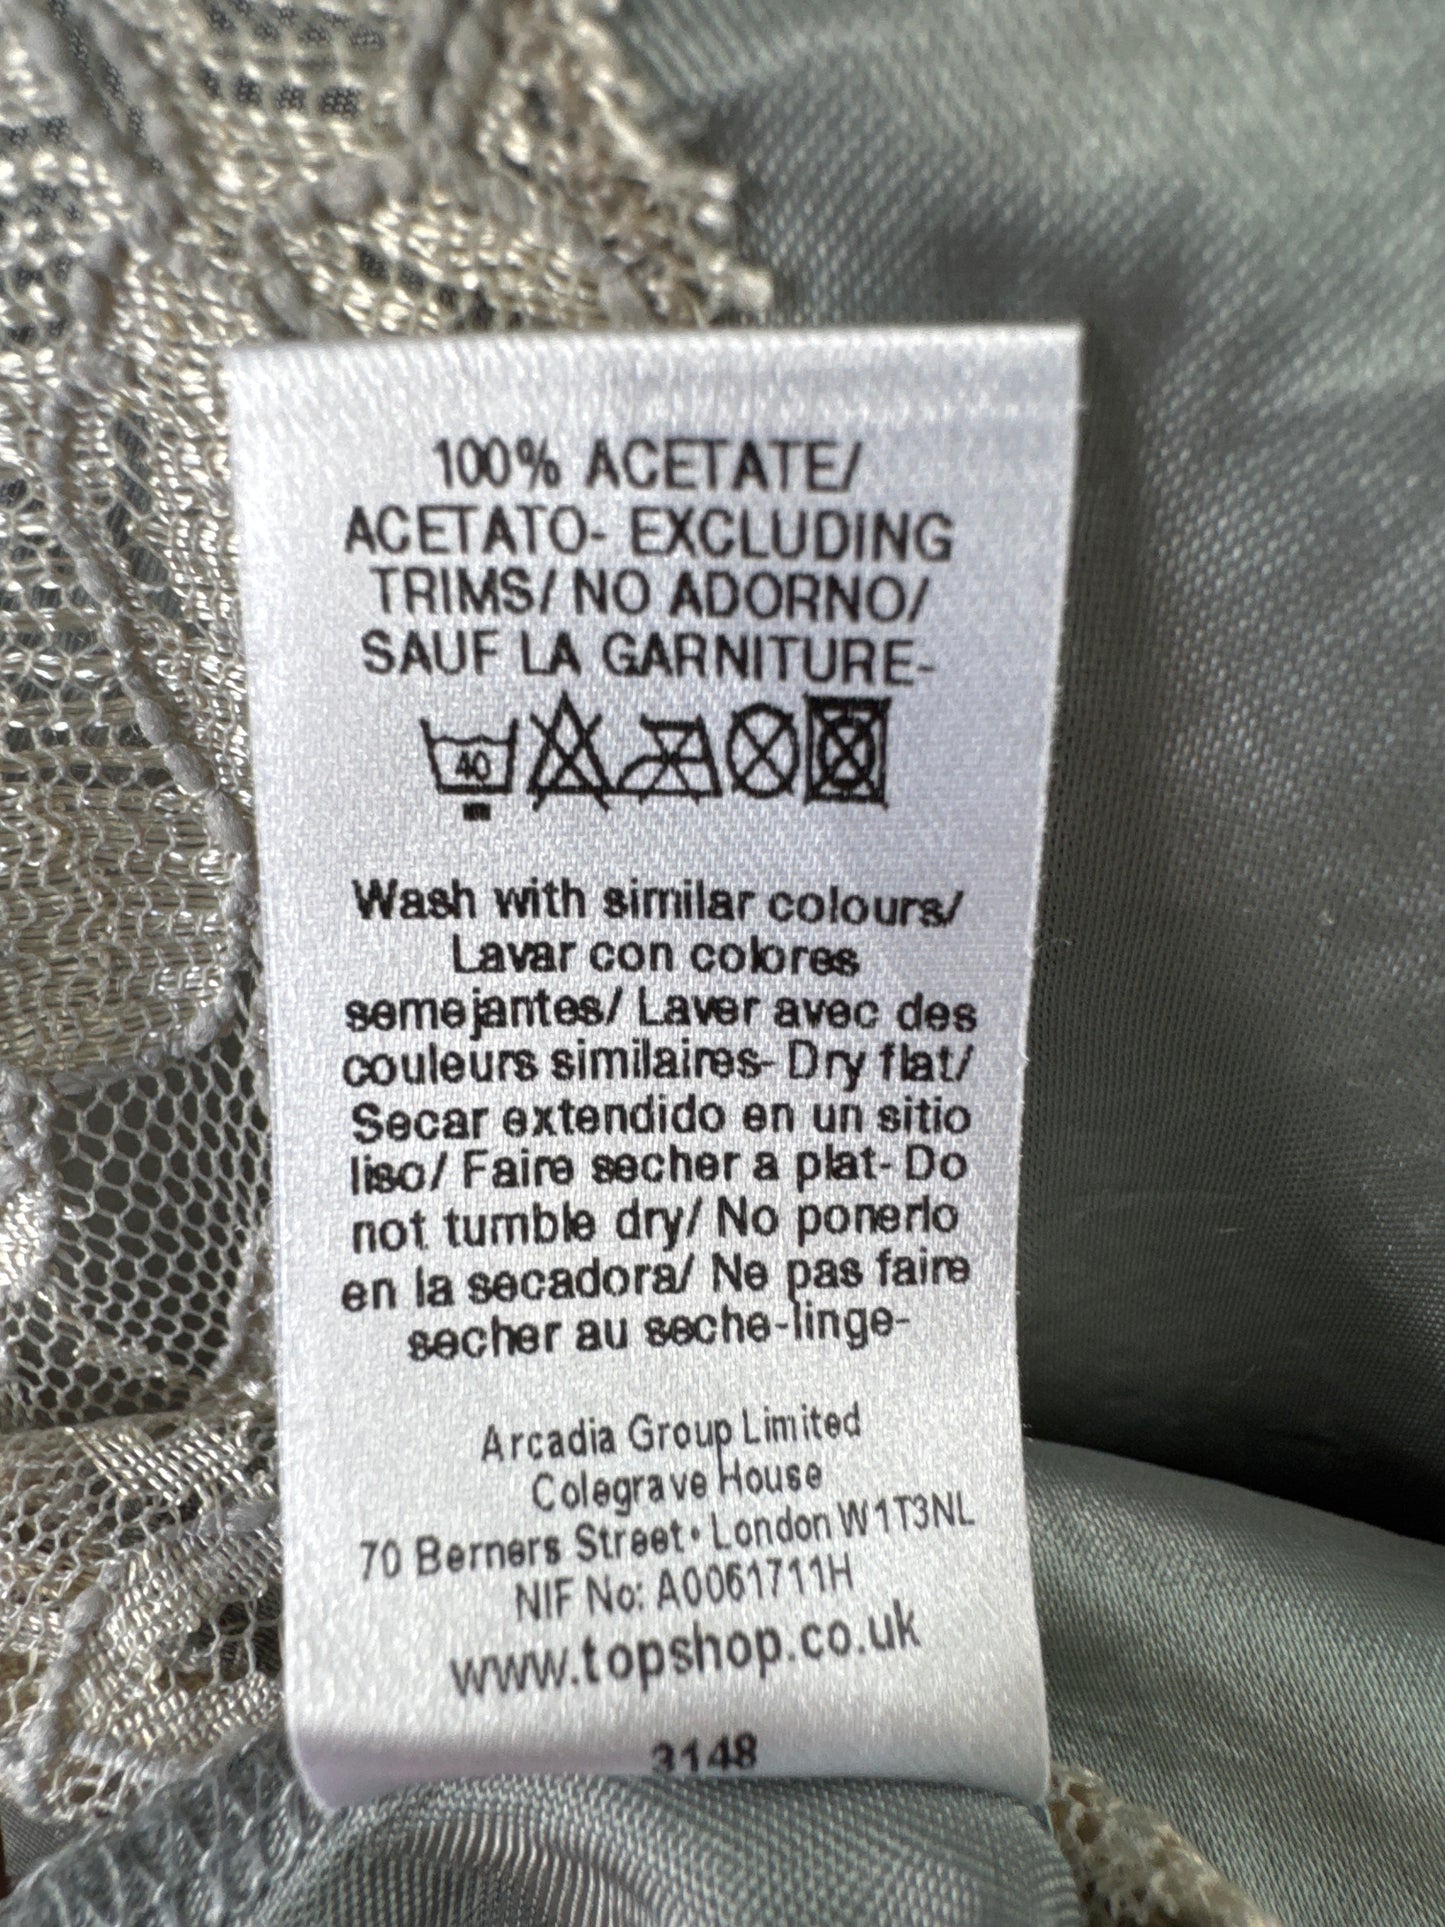 100% ACETATE/
ACETATO- EXCLUDING
TRIMS/ NO ADORNO/
SAUF LA GARNITURE-
40
Wash with similar colours/
Lavar con colores
semejantes/ Laver avec des
couleurs similaires- Dry flat/
Secar extendido en un sitio
liso/ Faire secher a plat- Do
not tumble dry/ No ponerlo
en la secadora/ Ne pas faire
secher au seche-linge-
Arcadia Group Limited
Colegrave House
70 Berners Street • London W1T3NL
NIF No: A0061711H
www.topshop.co.uk
3148